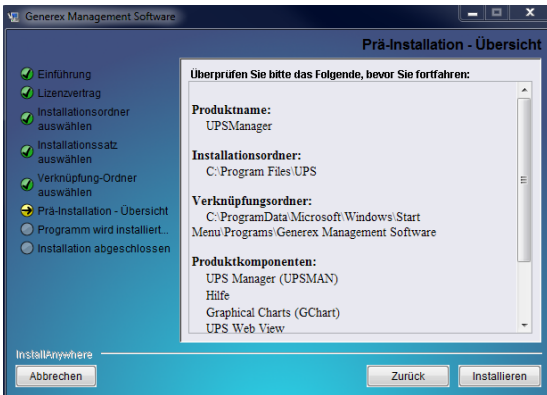 Generex Management Software
Prä-Installation - Übersicht
Einführung
Lizenzvertrag
Installationsordner
auswählen
Installationssatz
auswählen
Verknüpfung-Ordner
auswählen
Prä-Installation - Übersicht
Programm wird installiert...
Installation abgeschlossen
Überprüfen Sie bitte das Folgende, bevor Sie fortfahren:
Produktname:
UPSManager
Installationsordner:
C:\Program Files\UPS
Verknüpfungsordner:
C:\ProgramData\Microsoft\Windows\Start
Menu\Programs\Generex Management Software
Produktkomponenten:
UPS Manager (UPSMAN)
Hilfe
Graphical Charts (GChart)
UPS Web View
InstallAnywhere
Abbrechen
Zurück
Installieren